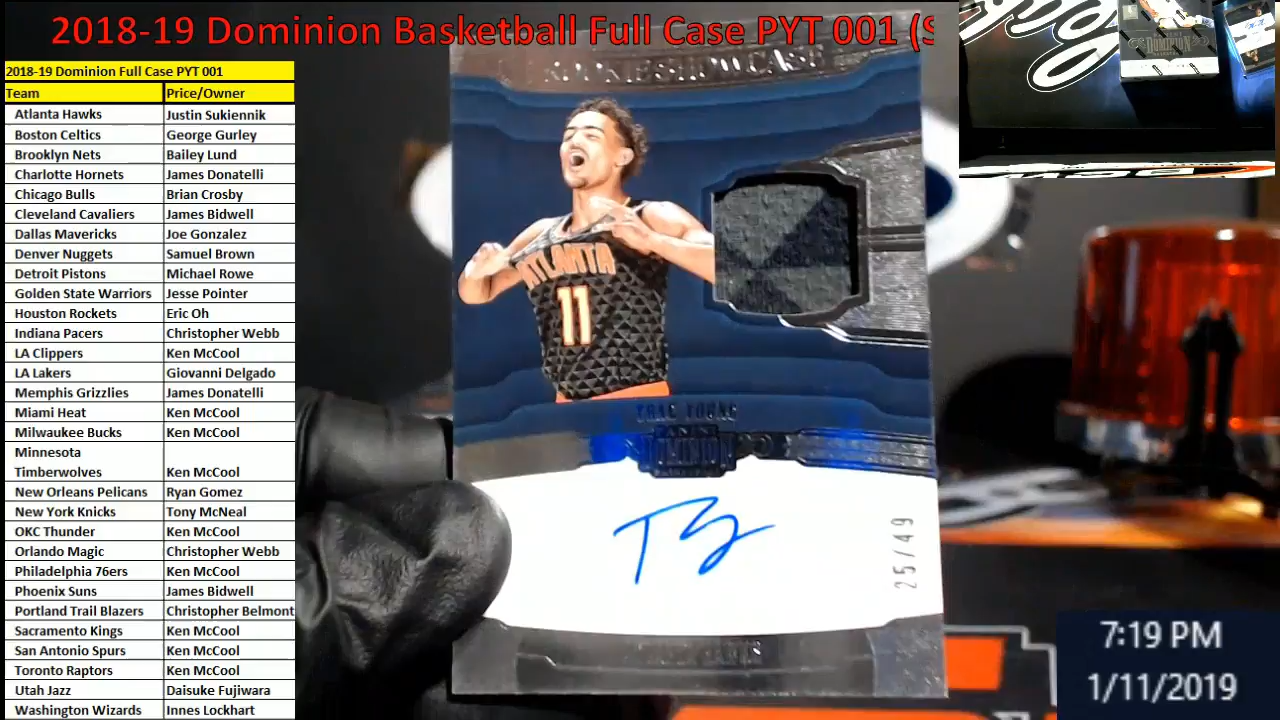 2018-19 Dominion Basketball Full Case PYT 001 (S
2018-19 Dominion Full Case PYT 001
Team Price/Owner
Atlanta Hawks Justin Sukiennik
Boston Celtics George Gurley
Brooklyn Nets Bailey Lund
Charlotte Hornets James Donatelli
Chicago Bulls Brian Crosby
Cleveland Cavaliers James Bidwell
Dallas Mavericks Joe Gonzalez
Denver Nuggets Samuel Brown
Detroit Pistons Michael Rowe
Golden State Warriors Jesse Pointer
Houston Rockets Eric Oh
Indiana Pacers Christopher Webb
LA Clippers Ken McCool
LA Lakers Giovanni Delgado
Memphis Grizzlies James Donatelli
Miami Heat Ken McCool
Milwaukee Bucks Ken McCool
Minnesota
Timberwolves Ken McCool
New Orleans Pelicans Ryan Gomez
New York Knicks Tony McNeal
OKC Thunder Ken McCool
Orlando Magic Christopher Webb
Philadelphia 76ers Ken McCool
Phoenix Suns James Bidwell
Portland Trail Blazers Christopher Belmont
Sacramento Kings Ken McCool
San Antonio Spurs Ken McCool
Toronto Raptors Ken McCool
Utah Jazz Daisuke Fujiwara
Washington Wizards Innes Lockhart
ROOKIE SHOWCASE
ATLANTA
11
TRAE YOUNG
PANINI
DOMINION
25/49
DOMINION
7:19 PM
1/11/2019